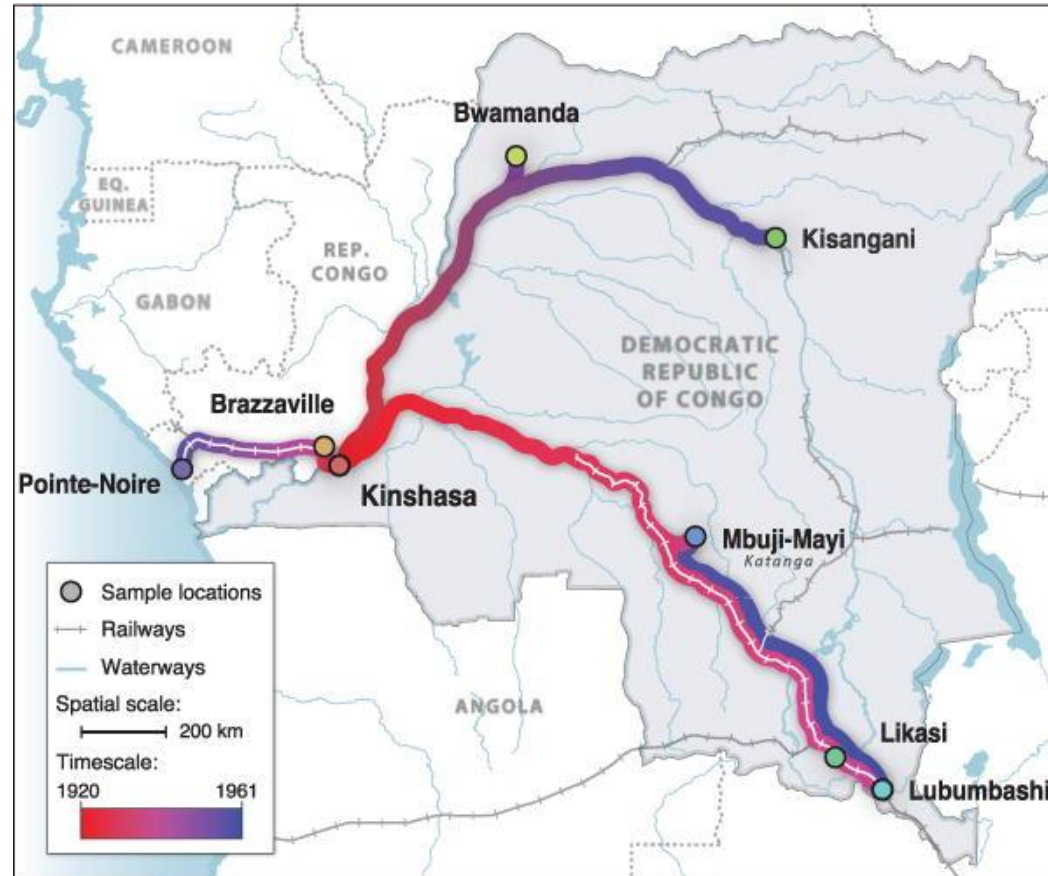 CAMEROON
Bwamanda
EQ.
GUINEA
REP.
CONGO
Kisangani
GABON
DEMOCRATIC
REPUBLIC
OF CONGO
Brazzaville
Pointe-Noire
Kinshasa
Mbuji-Mayi
Katanga
ANGOLA
Likasi
Lubumbashi
Sample locations
Railways
Waterways
Spatial scale:
200 km
Timescale:
1920 1961